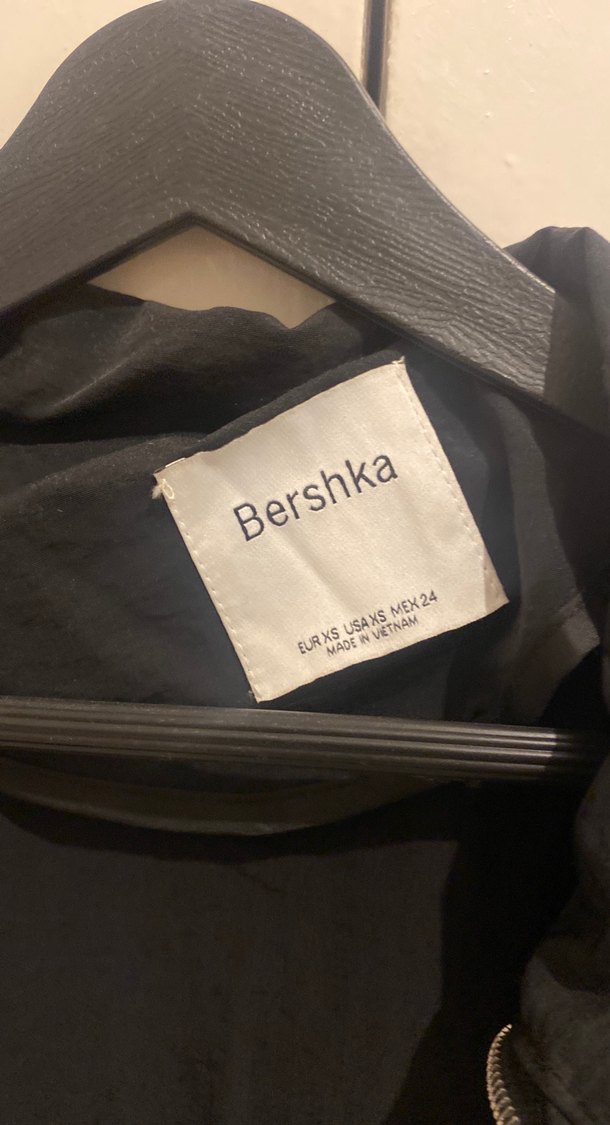 Bershka
EUR XS USA XS MEX 24
MADE IN VIETNAM